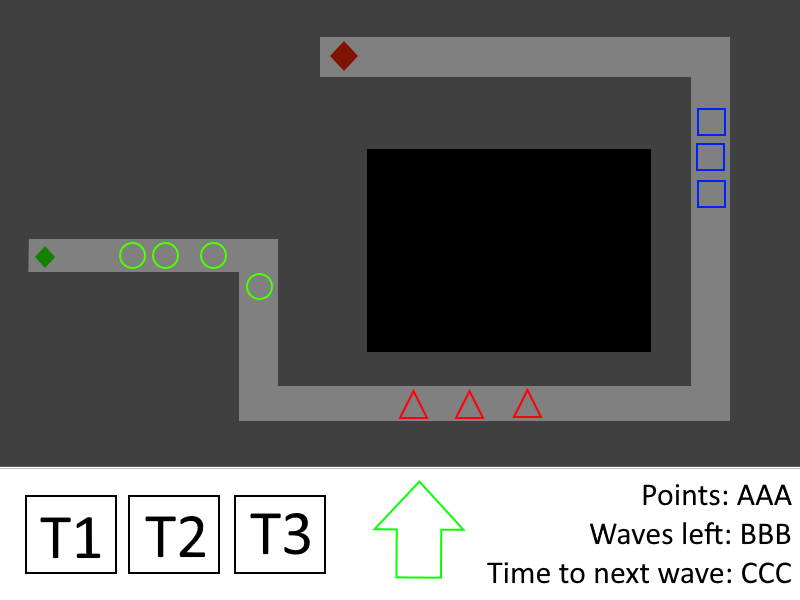 T1 T2 T3
Points: AAA
Waves left: BBB
Time to next wave: CCC